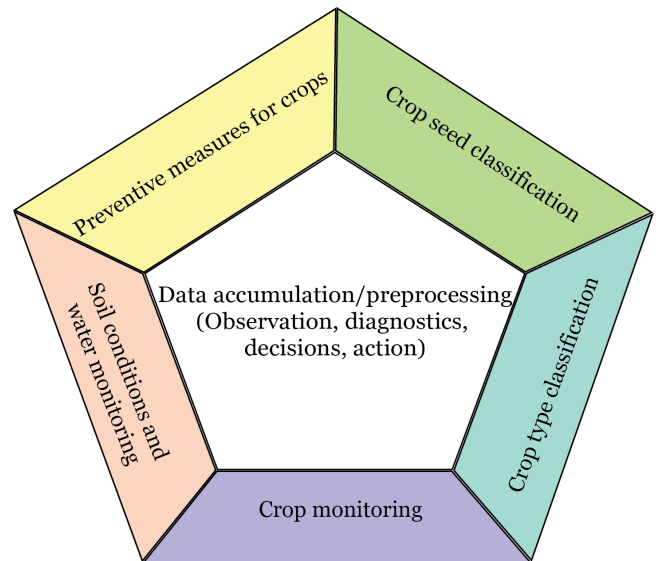 Preventive measures for crops
Crop seed classification
Data accumulation/preprocessing
(Observation, diagnostics,
decisions, action)
Soil conditions and
water monitoring
Crop type classification
Crop monitoring